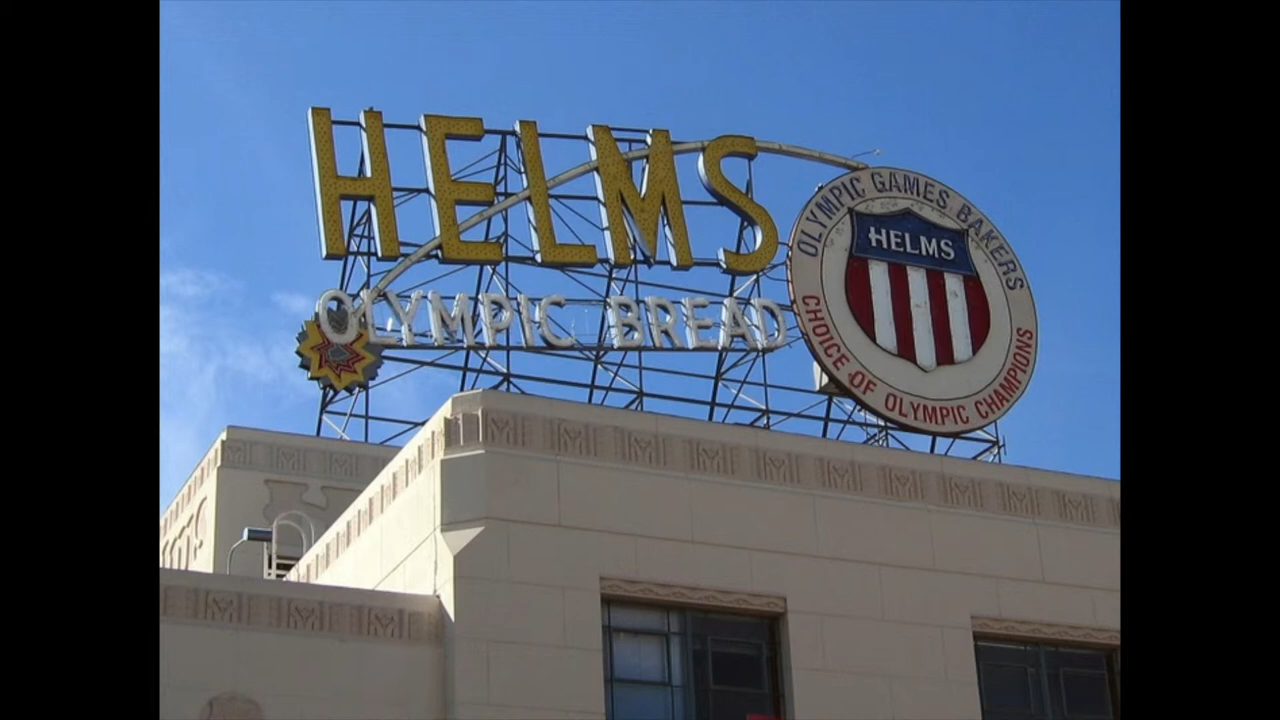 HELMS
OLYMPIC BREAD
OLYMPIC GAMES BAKERS
HELMS
CHOICE OF OLYMPIC CHAMPIONS